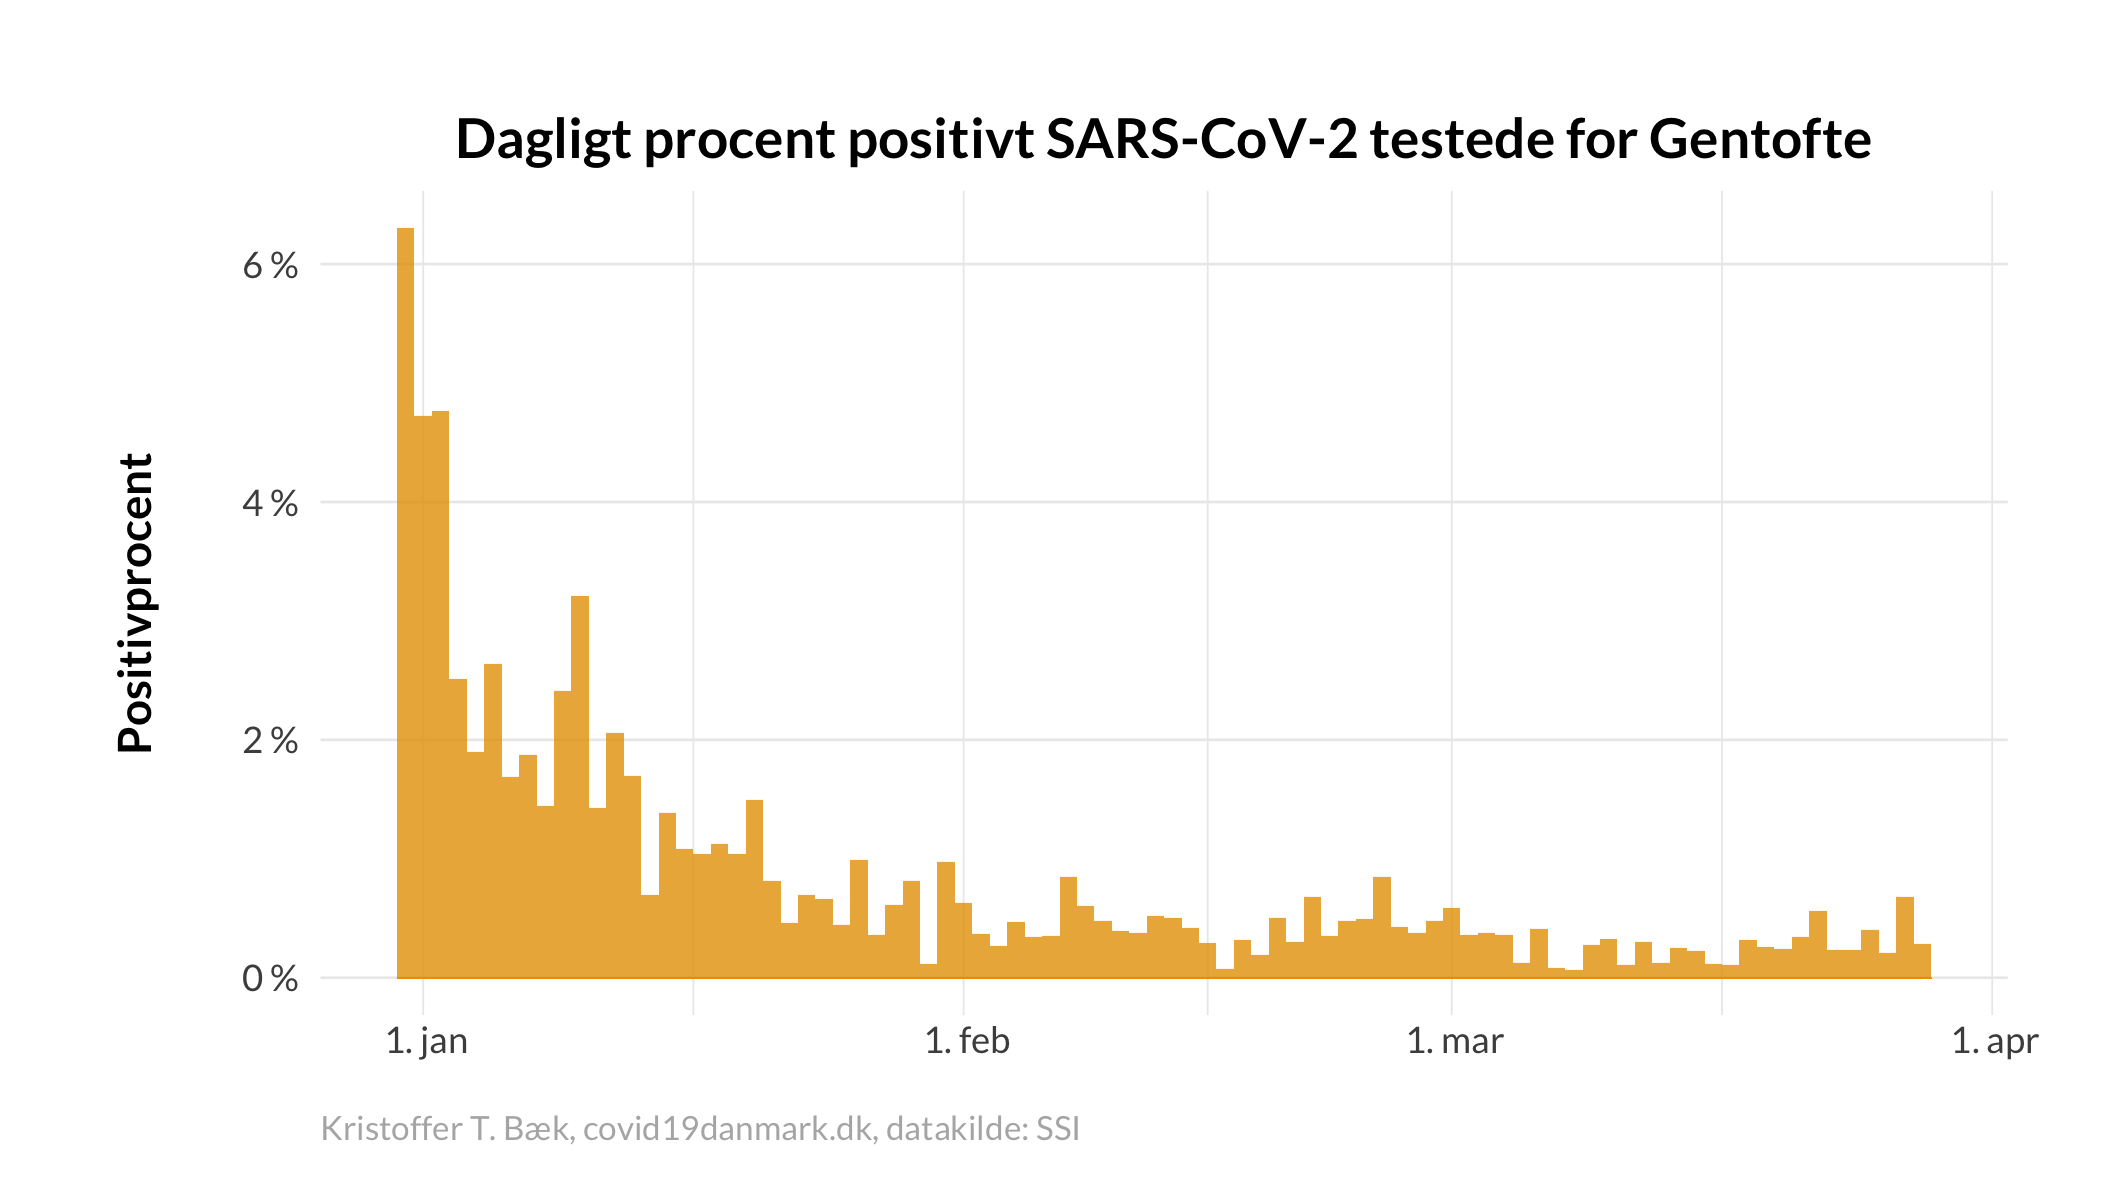 Dagligt procent positivt SARS-CoV-2 testede for Gentofte
Positivprocent
6 %
4 %
2 %
0 %
1. jan
1. feb
1. mar
1. apr
Kristoffer T. Bæk, covid19danmark.dk, datakilde: SSI